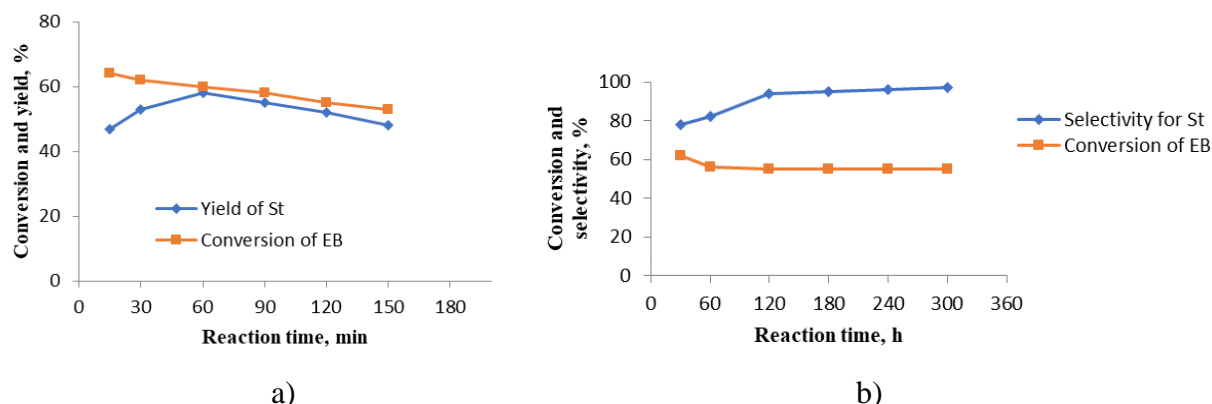 80
60
40
20
0
Conversion and yield, %
Yield of St
Conversion of EB
0 30 60 90 120 150 180
Reaction time, min
a)
100
80
60
40
20
0
Conversion and
selectivity, %
Selectivity for St
Conversion of EB
0 60 120 180 240 300 360
Reaction time, h
b)